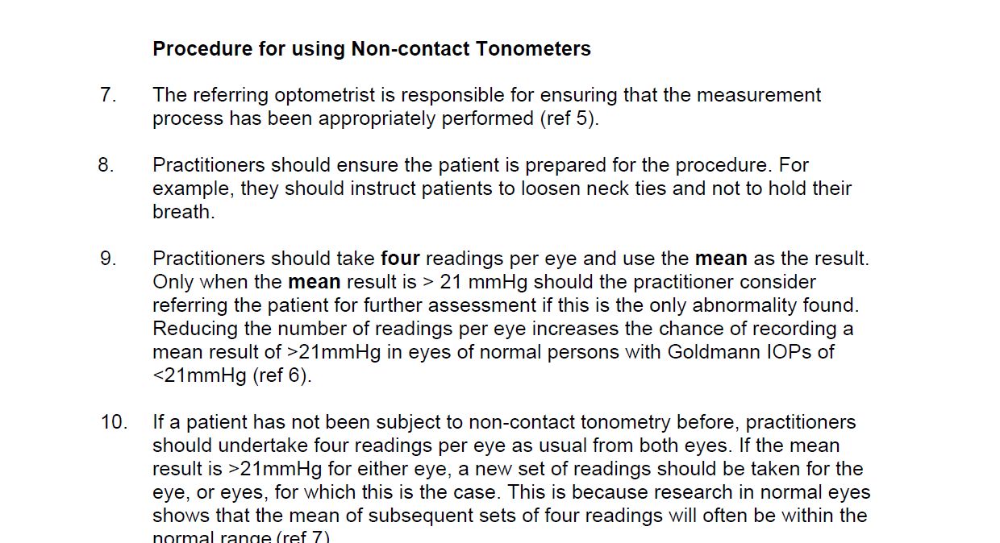 Procedure for using Non-contact Tonometers
7. The referring optometrist is responsible for ensuring that the measurement
process has been appropriately performed (ref 5).
8. Practitioners should ensure the patient is prepared for the procedure. For
example, they should instruct patients to loosen neck ties and not to hold their
breath.
9. Practitioners should take four readings per eye and use the mean as the result.
Only when the mean result is > 21 mmHg should the practitioner consider
referring the patient for further assessment if this is the only abnormality found.
Reducing the number of readings per eye increases the chance of recording a
mean result of >21mmHg in eyes of normal persons with Goldmann IOPs of
<21mmHg (ref 6).
10. If a patient has not been subject to non-contact tonometry before, practitioners
should undertake four readings per eye as usual from both eyes. If the mean
result is >21mmHg for either eye, a new set of readings should be taken for the
eye, or eyes, for which this is the case. This is because research in normal eyes
shows that the mean of subsequent sets of four readings will often be within the
normal range (ref 7)